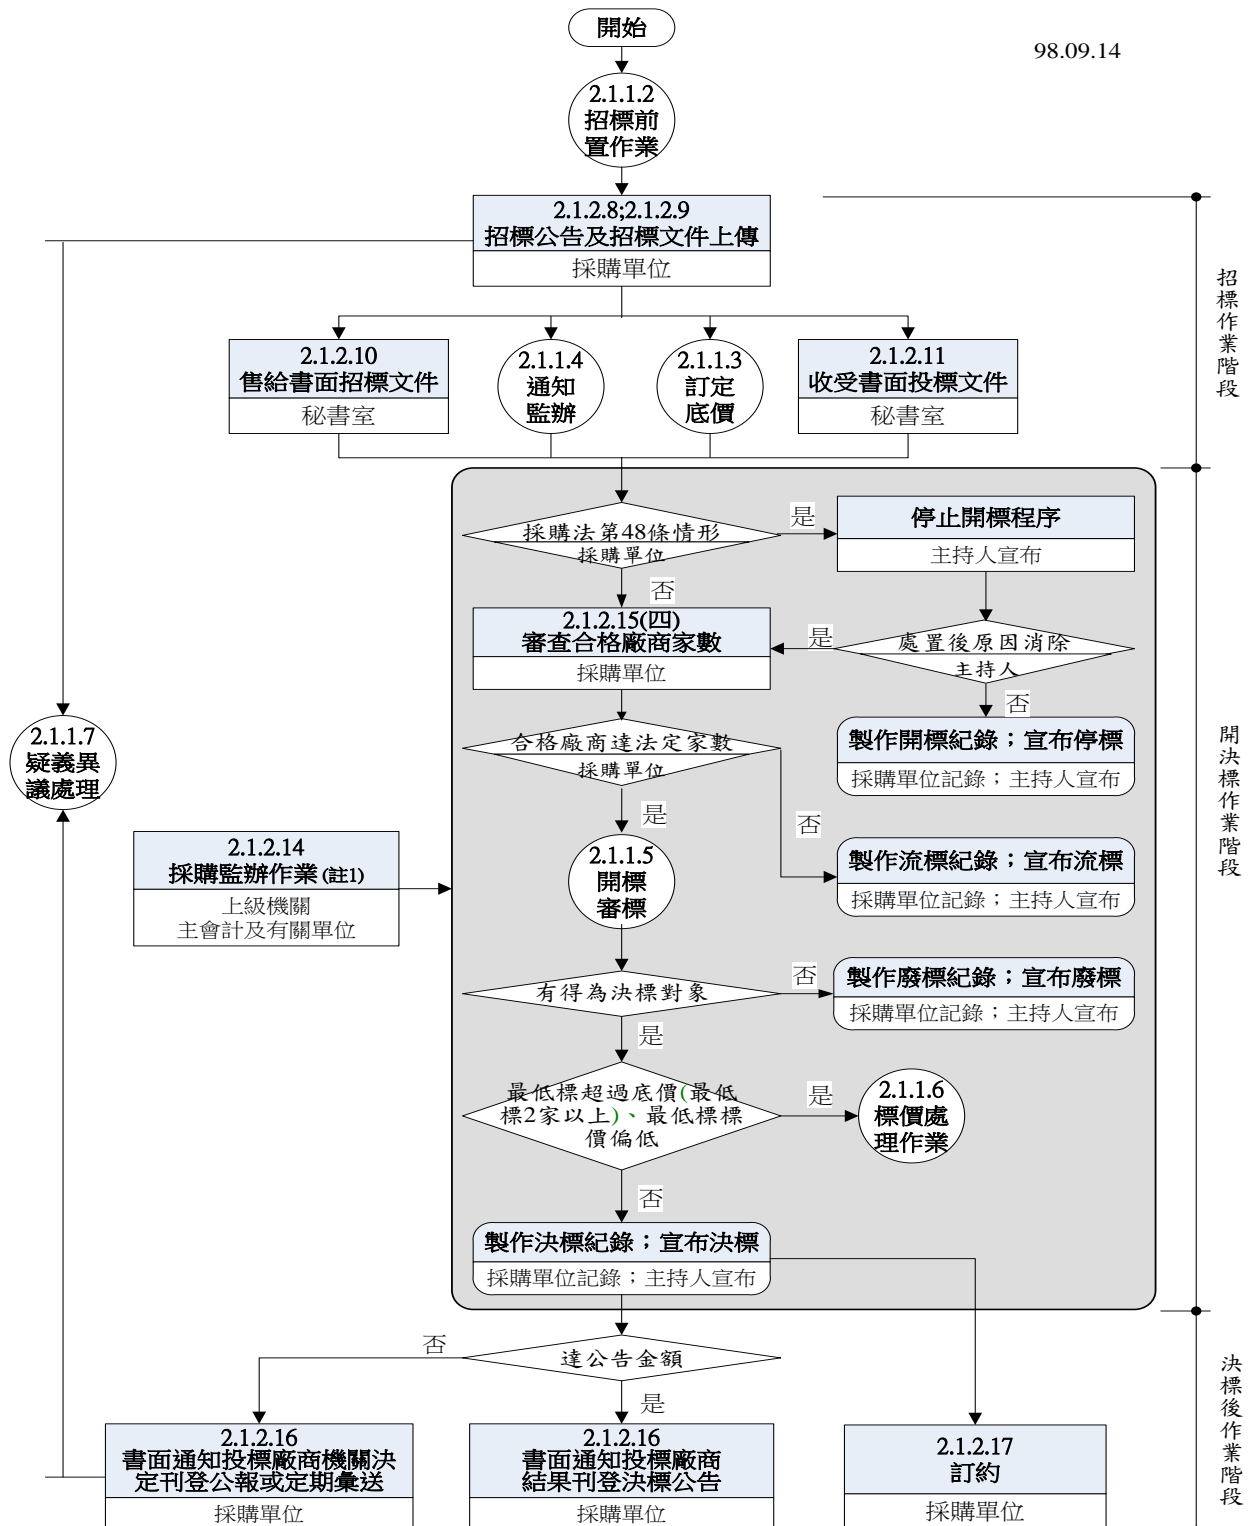 開始
98.09.14
2.1.1.2
招標前
置作業
2.1.2.8;2.1.2.9
招標公告及招標文件上傳
採購單位
招標作業階段
2.1.2.10
售給書面招標文件
秘書室
2.1.1.4
通知
監辦
2.1.1.3
訂定
底價
2.1.2.11
收受書面投標文件
秘書室
採購法第48條情形
採購單位
是
停止開標程序
主持人宣布
否
2.1.2.15(四)
審查合格廠商家數
採購單位
是
處置後原因消除
主持人
否
製作開標紀錄；宣布停標
採購單位記錄；主持人宣布
合格廠商達法定家數
採購單位
是
否
製作流標紀錄；宣布流標
採購單位記錄；主持人宣布
開決標作業階段
2.1.1.7
疑義異
議處理
2.1.2.14
採購監辦作業(註1)
上級機關
主會計及有關單位
2.1.1.5
開標
審標
有得為決標對象
否
製作廢標紀錄；宣布廢標
採購單位記錄；主持人宣布
是
最低標超過底價(最低
標2家以上)、最低標標
價偏低
是
2.1.1.6
標價處
理作業
否
製作決標紀錄；宣布決標
採購單位記錄；主持人宣布
達公告金額
否
是
2.1.2.16
書面通知投標廠商機關決
定刊登公報或定期彙送
採購單位
2.1.2.16
書面通知投標廠商
結果刊登決標公告
採購單位
2.1.2.17
訂約
採購單位
決標後作業階段